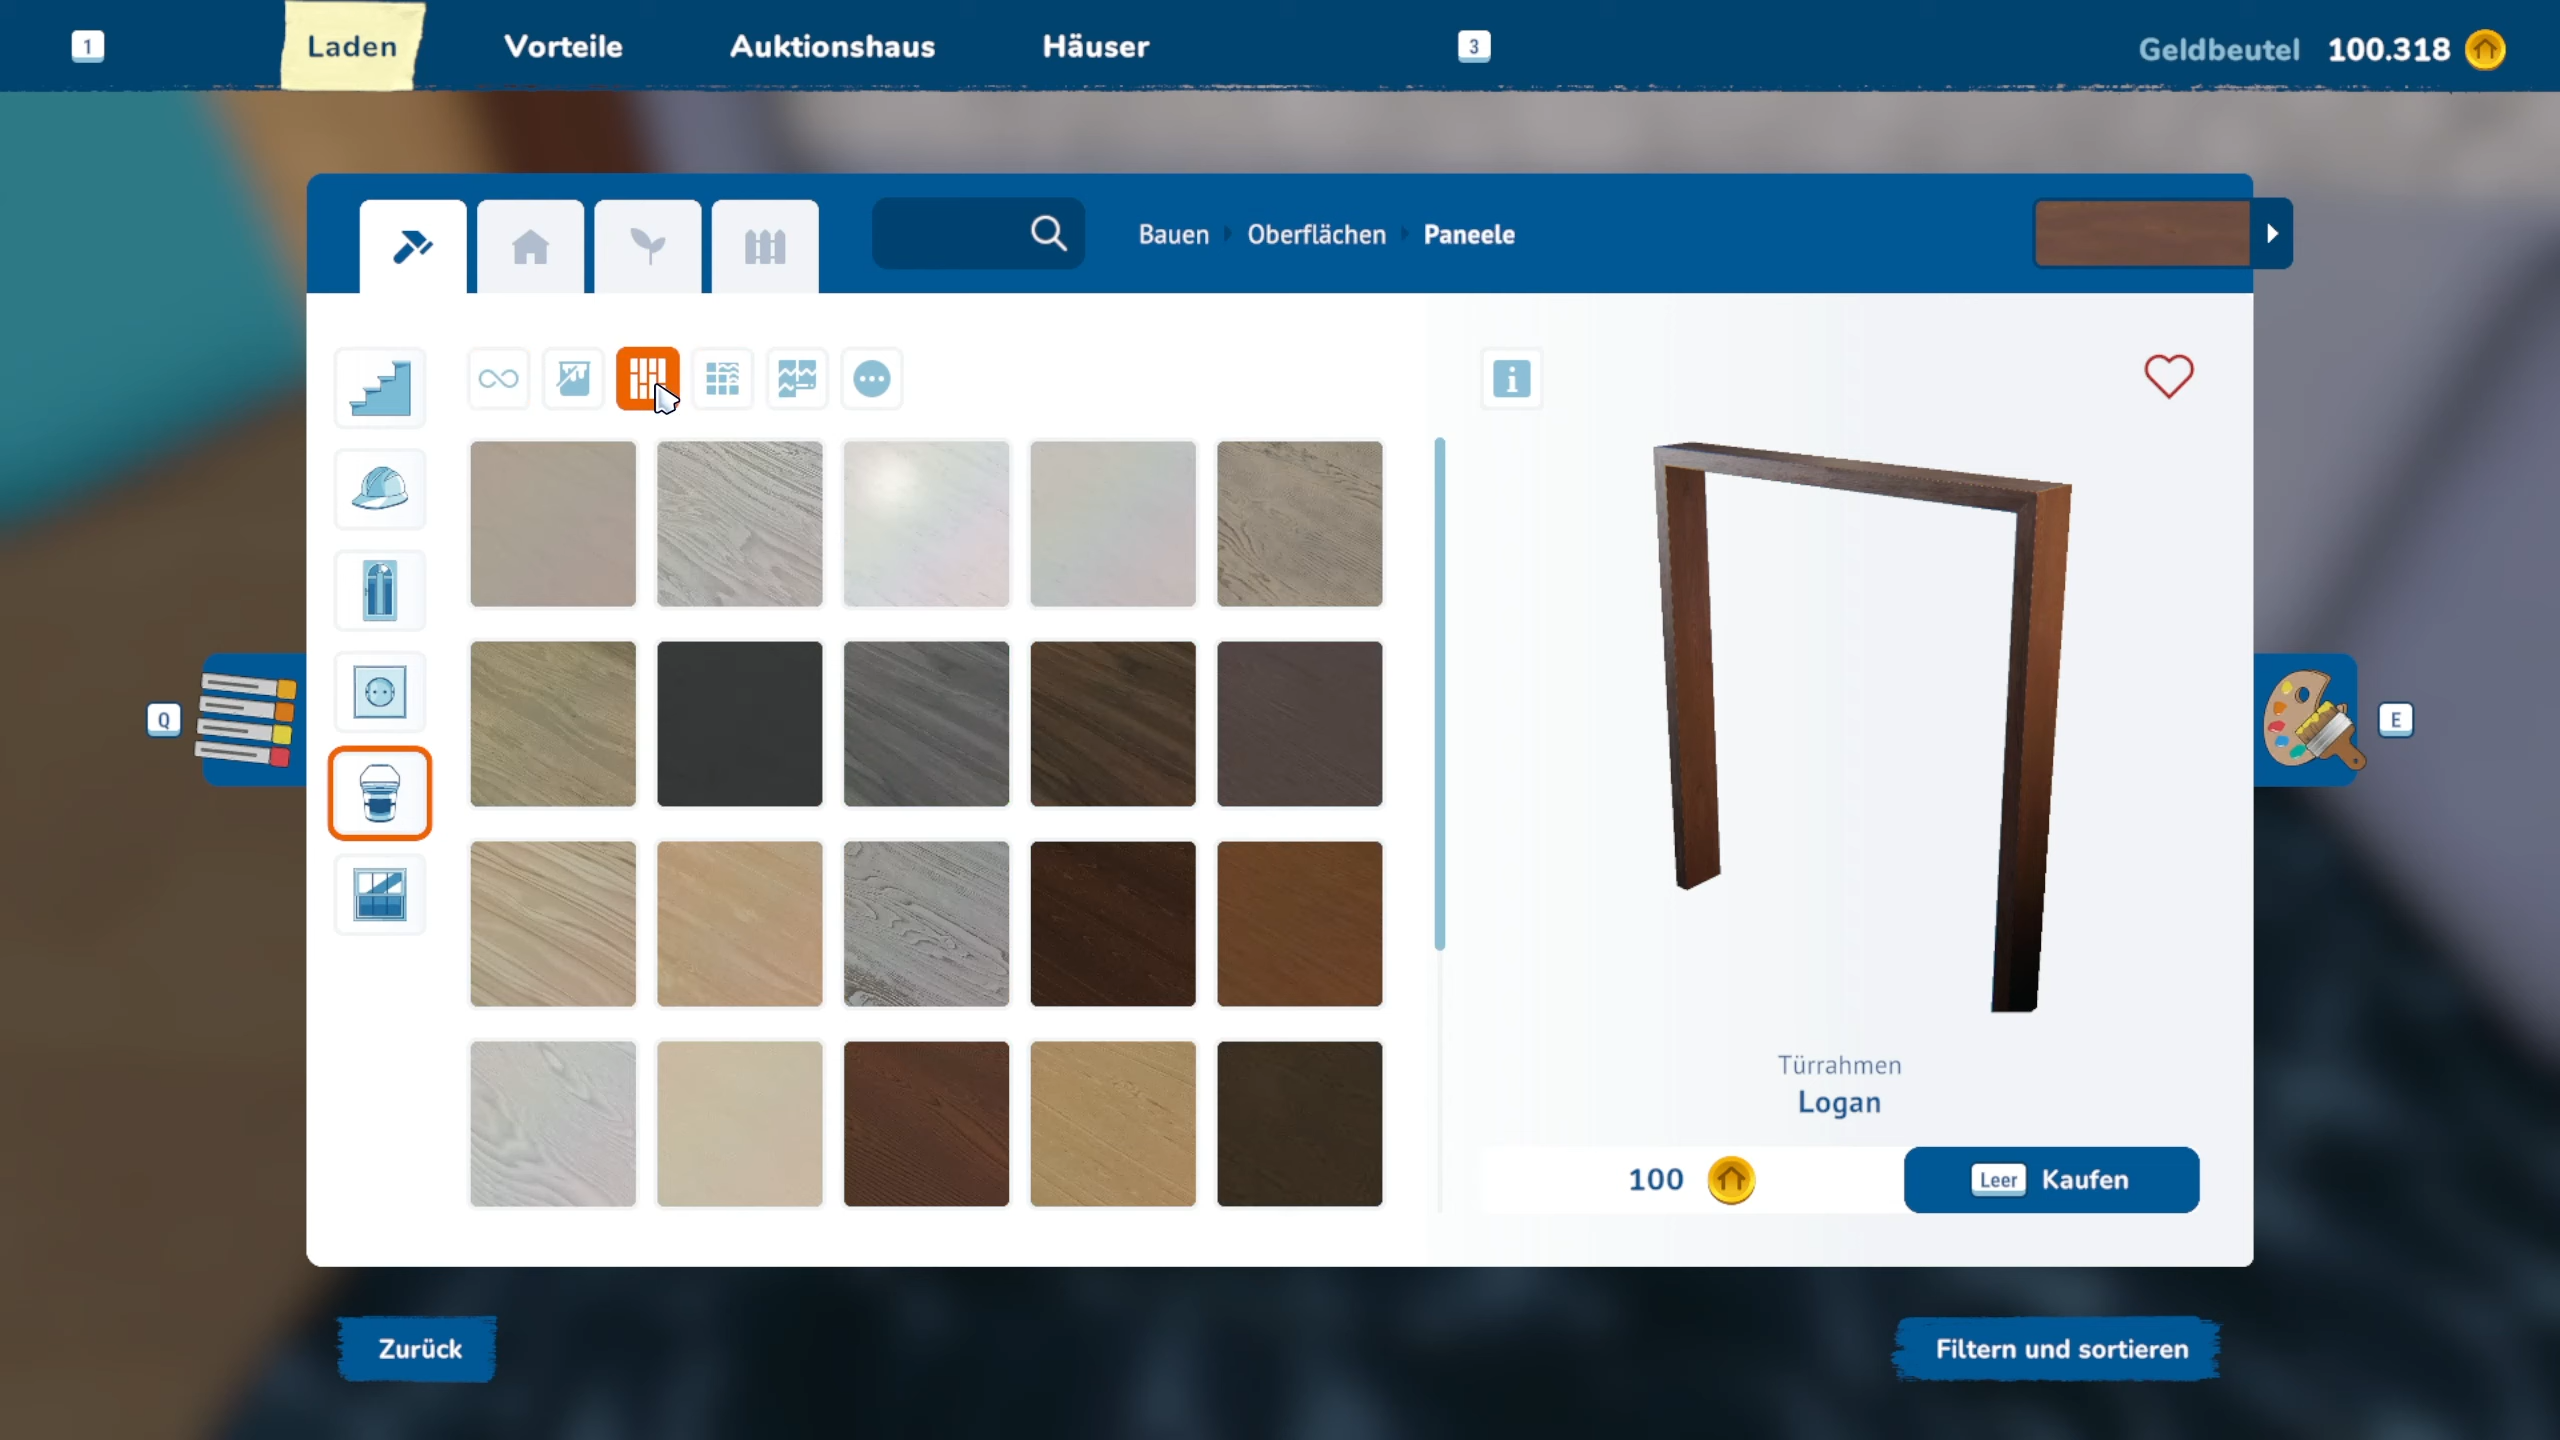 1
Laden
Vorteile
Auktionshaus
Häuser
3
Geldbeutel 100.318
Bauen Oberflächen Paneele
i
Q
E
Türrahmen
Logan
100
Leer Kaufen
Zurück
Filtern und sortieren